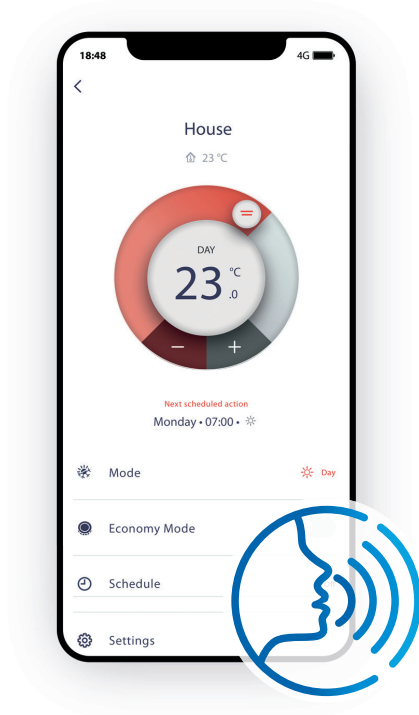 18:48 4G
House
23 °C
DAY
23 °C .0
− +
Next scheduled action
Monday • 07:00 •
Mode Day
Economy Mode
Schedule
Settings